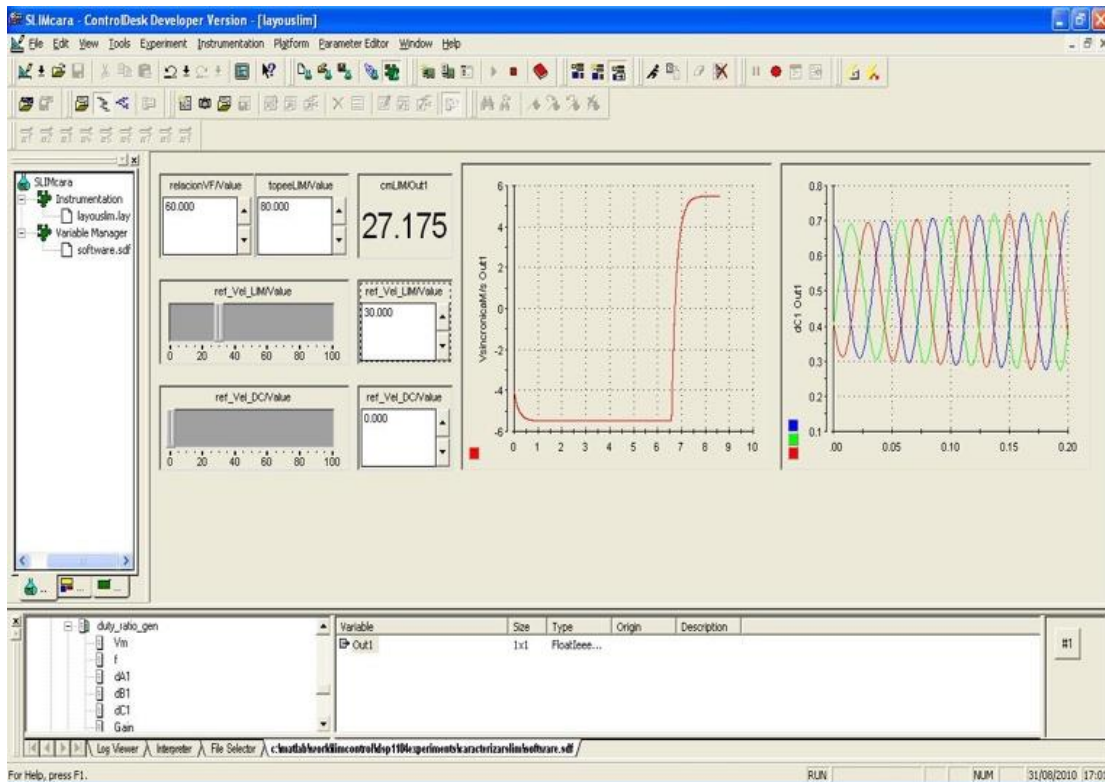 SLIMcara - ControlDesk Developer Version - [layouslim]
File Edit View Tools Experiment Instrumentation Platform Parameter Editor Window Help
SLIMcara
Instrumentation
layouslim.lay
Variable Manager
software.sdf
relacionVF/Value
60.000
topeeLIM/Value
80.000
cmLIM/Out1
27.175
ref_Vel_LIM/Value
0 20 40 60 80 100
ref_Vel_LIM/Value
30.000
ref_Vel_DC/Value
0 20 40 60 80 100
ref_Vel_DC/Value
0.000
VsincronicaM/s Out1
6
4
2
0
-2
-4
-6
0 1 2 3 4 5 6 7 8 9 10
dC1 Out1
0.8
0.7
0.6
0.5
0.4
0.3
0.2
0.1
.00 0.05 0.10 0.15 0.20
duty_ratio_gen
Vm
f
dA1
dB1
dC1
Gain
Variable Size Type Origin Description
Out1 1x1 FloatIeee...
#1
Log Viewer Interpreter File Selector
For Help, press F1.
RUN NUM 31/08/2010